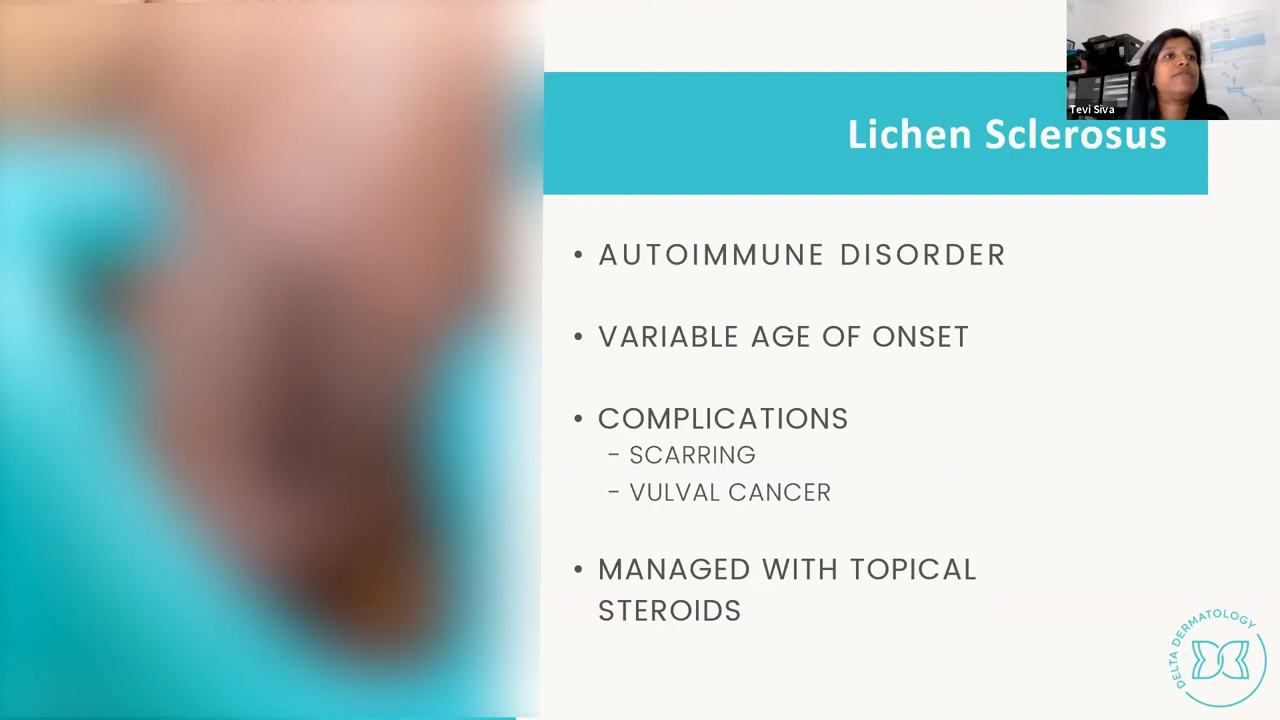 Tevi Siva
Lichen Sclerosus
• AUTOIMMUNE DISORDER
• VARIABLE AGE OF ONSET
• COMPLICATIONS
- SCARRING
- VULVAL CANCER
• MANAGED WITH TOPICAL
STEROIDS
DELTA DERMATOLOGY